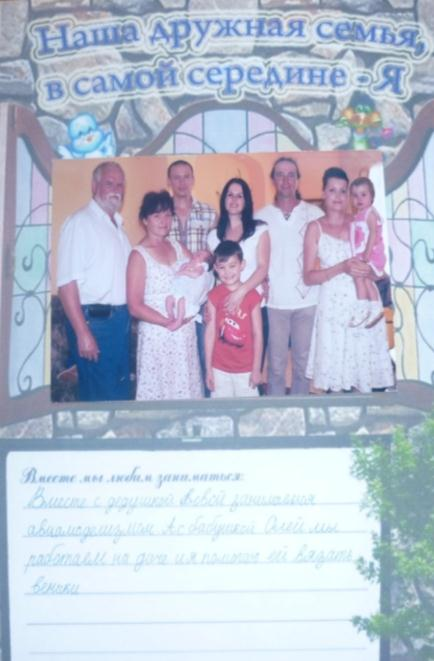 Наша дружная семья,
в самой середине - Я
Вместе мы любим заниматься:
Вместе с дедушкой Вовой занимаемся
авиамоделизмом А с бабушкой Олей мы
работаем на даче и я помогаю ей вязать
веники